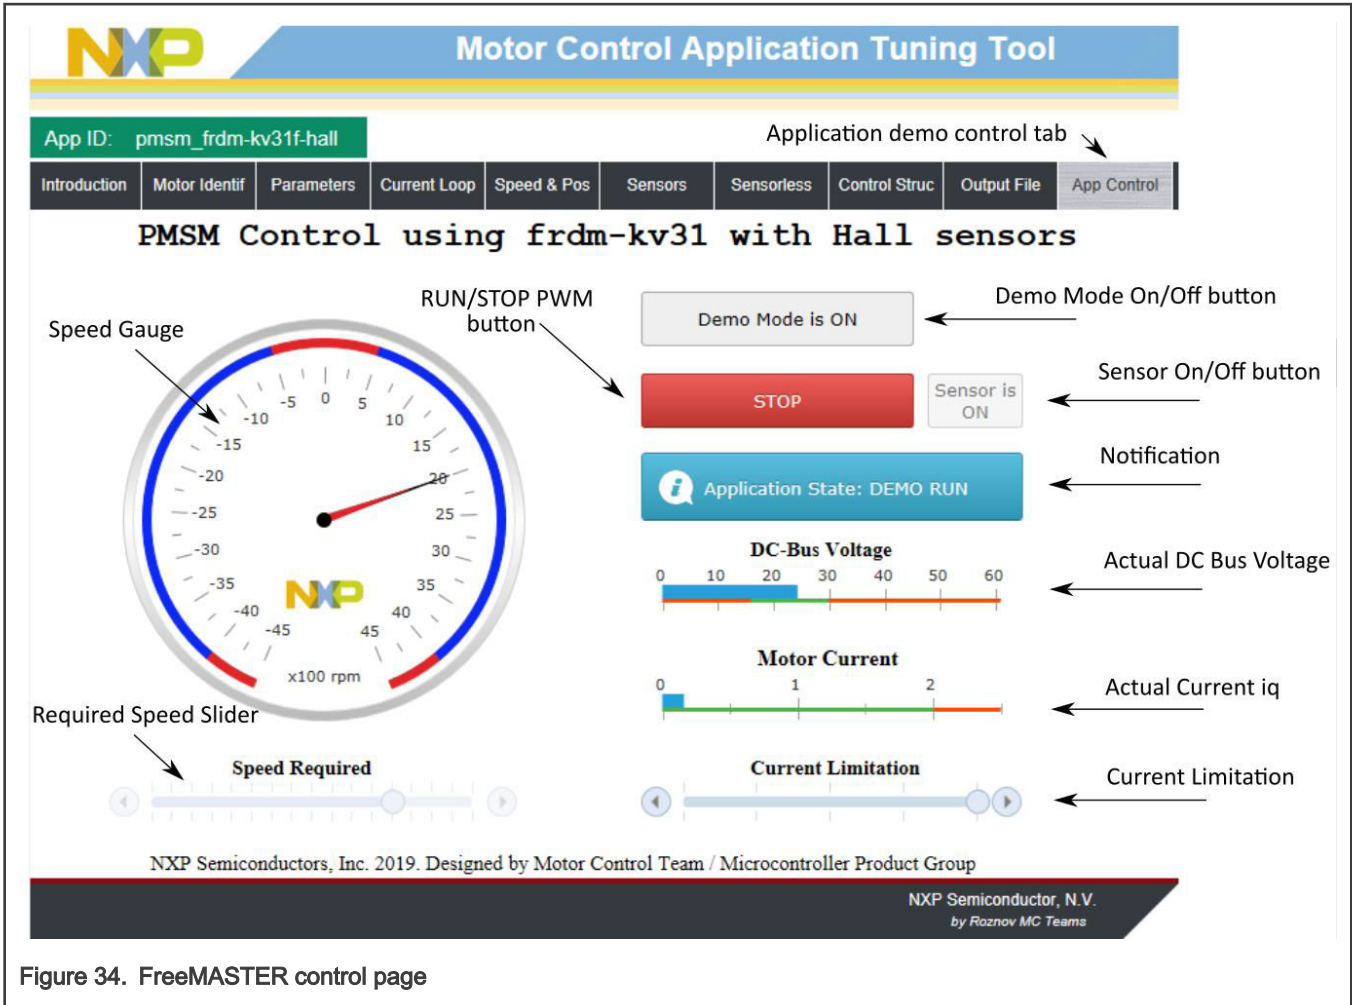 NXP
Motor Control Application Tuning Tool
App ID: pmsm_frdm-kv31f-hall
Application demo control tab
Introduction Motor Identif Parameters Current Loop Speed & Pos Sensors Sensorless Control Struc Output File App Control
PMSM Control using frdm-kv31 with Hall sensors
RUN/STOP PWM
button
Speed Gauge
Demo Mode is ON
Demo Mode On/Off button
STOP
Sensor is
ON
Sensor On/Off button
Application State: DEMO RUN
Notification
-45 -40 -35 -30 -25 -20 -15 -10 -5 0 5 10 15 20 25 30 35 40 45
NXP
x100 rpm
DC-Bus Voltage
0 10 20 30 40 50 60
Actual DC Bus Voltage
Motor Current
0 1 2
Actual Current iq
Required Speed Slider
Speed Required
Current Limitation
Current Limitation
NXP Semiconductors, Inc. 2019. Designed by Motor Control Team / Microcontroller Product Group
NXP Semiconductor, N.V.
by Roznov MC Teams
Figure 34. FreeMASTER control page